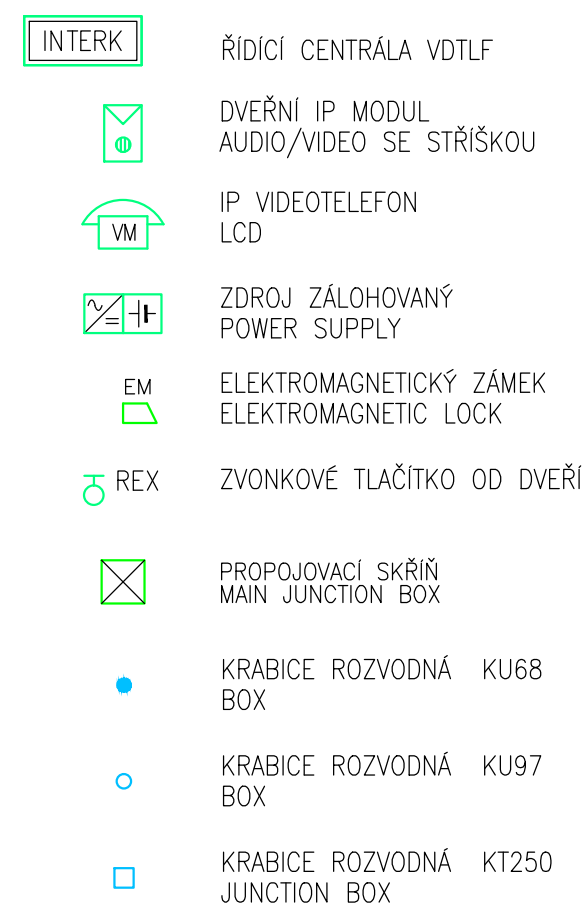 INTERK
ŘÍDÍCÍ CENTRÁLA VDTLF
DVEŘNÍ IP MODUL
AUDIO/VIDEO SE STŘÍŠKOU
VM
IP VIDEOTELEFON
LCD
ZDROJ ZÁLOHOVANÝ
POWER SUPPLY
EM
ELEKTROMAGNETICKÝ ZÁMEK
ELEKTROMAGNETIC LOCK
REX
ZVONKOVÉ TLAČÍTKO OD DVEŘÍ
PROPOJOVACÍ SKŘÍŇ
MAIN JUNCTION BOX
KRABICE ROZVODNÁ KU68
BOX
KRABICE ROZVODNÁ KU97
BOX
KRABICE ROZVODNÁ KT250
JUNCTION BOX